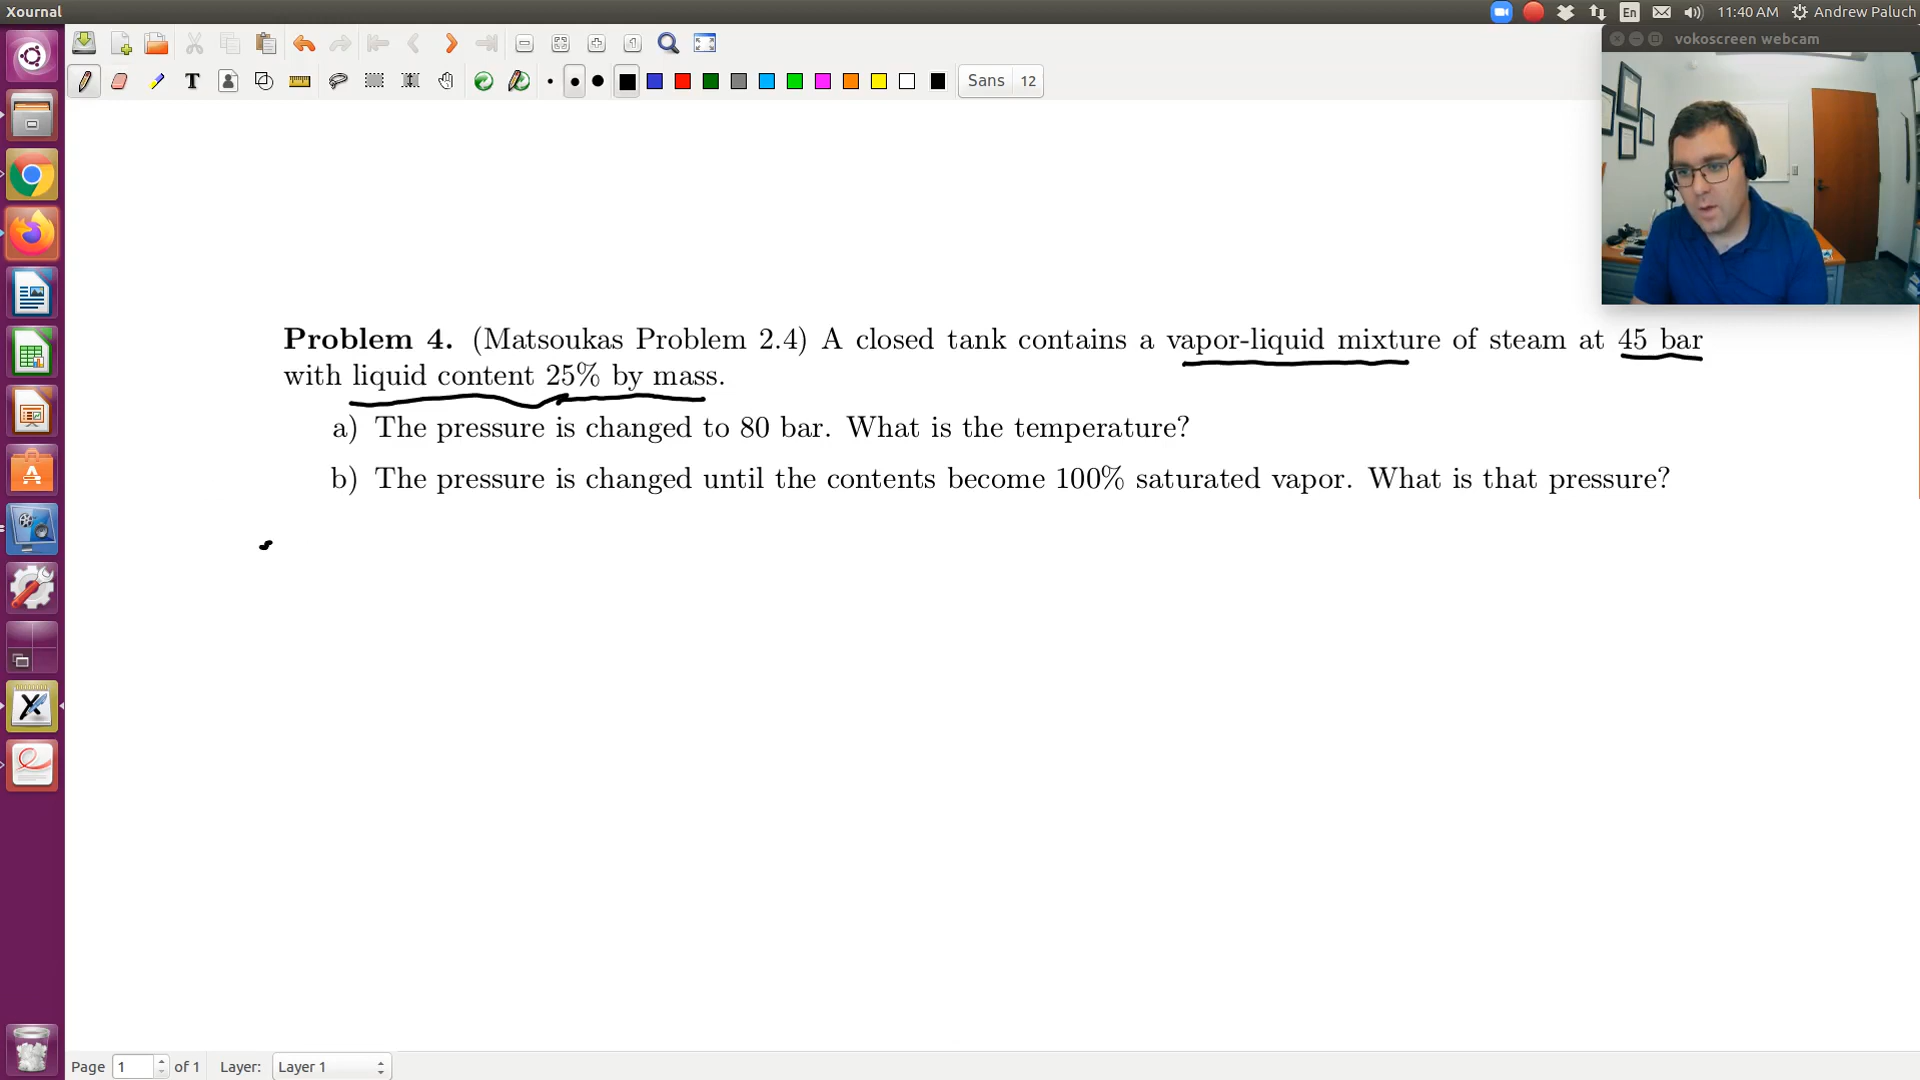 Xournal
En
11:40 AM
Andrew Paluch
vokoscreen webcam
T
Sans 12
Problem 4. (Matsoukas Problem 2.4) A closed tank contains a vapor-liquid mixture of steam at 45 bar
with liquid content 25% by mass.
a) The pressure is changed to 80 bar. What is the temperature?
b) The pressure is changed until the contents become 100% saturated vapor. What is that pressure?
Page 1 of 1 Layer: Layer 1